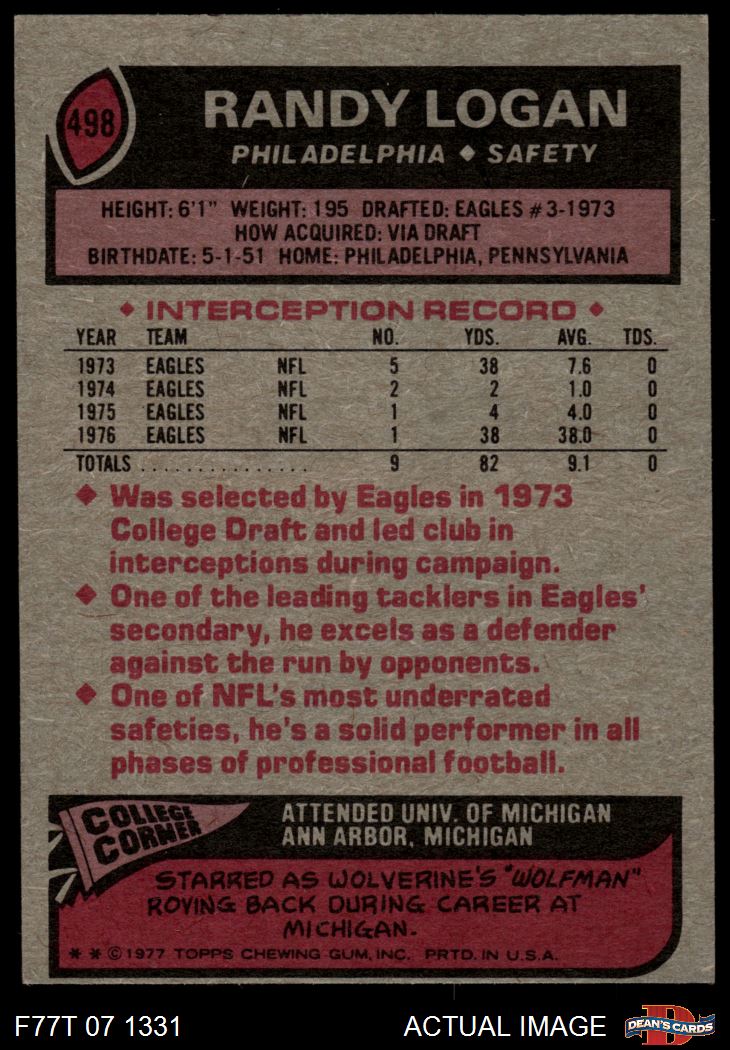 498
RANDY LOGAN
PHILADELPHIA ◆ SAFETY
HEIGHT: 6'1" WEIGHT: 195 DRAFTED: EAGLES #3-1973
HOW ACQUIRED: VIA DRAFT
BIRTHDATE: 5-1-51 HOME: PHILADELPHIA, PENNSYLVANIA
◆ INTERCEPTION RECORD ◆
YEAR TEAM NO. YDS. AVG. TDS.
1973 EAGLES NFL 5 38 7.6 0
1974 EAGLES NFL 2 2 1.0 0
1975 EAGLES NFL 1 4 4.0 0
1976 EAGLES NFL 1 38 38.0 0
TOTALS . . . . . . . . . . . . . . . 9 82 9.1 0
◆ Was selected by Eagles in 1973
College Draft and led club in
interceptions during campaign.
◆ One of the leading tacklers in Eagles'
secondary, he excels as a defender
against the run by opponents.
◆ One of NFL's most underrated
safeties, he's a solid performer in all
phases of professional football.
COLLEGE
CORNER
ATTENDED UNIV. OF MICHIGAN
ANN ARBOR, MICHIGAN
STARRED AS WOLVERINE'S "WOLFMAN"
ROVING BACK DURING CAREER AT
MICHIGAN.
* * © 1977 TOPPS CHEWING GUM, INC. PRTD. IN U.S.A.
F77T 07 1331
ACTUAL IMAGE
D
DEAN'S CARDS